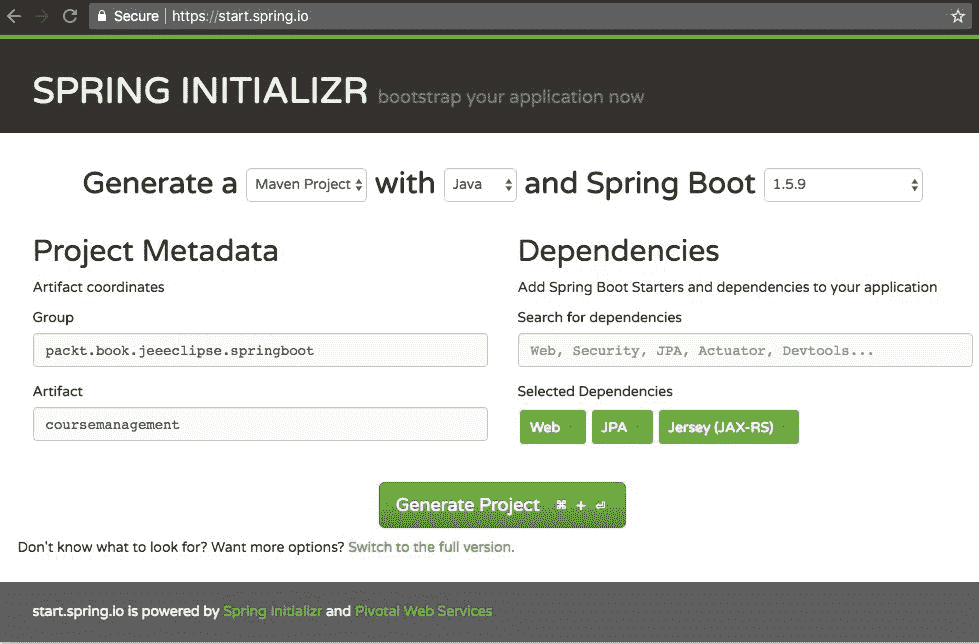 Secure https://start.spring.io
SPRING INITIALIZR bootstrap your application now
Generate a Maven Project with Java and Spring Boot 1.5.9
Project Metadata
Artifact coordinates
Group
packt.book.jeeeclipse.springboot
Artifact
coursemanagement
Dependencies
Add Spring Boot Starters and dependencies to your application
Search for dependencies
Web, Security, JPA, Actuator, Devtools...
Selected Dependencies
Web JPA Jersey (JAX-RS)
Generate Project ⌘ + ⏎
Don't know what to look for? Want more options? Switch to the full version.
start.spring.io is powered by Spring Initializr and Pivotal Web Services